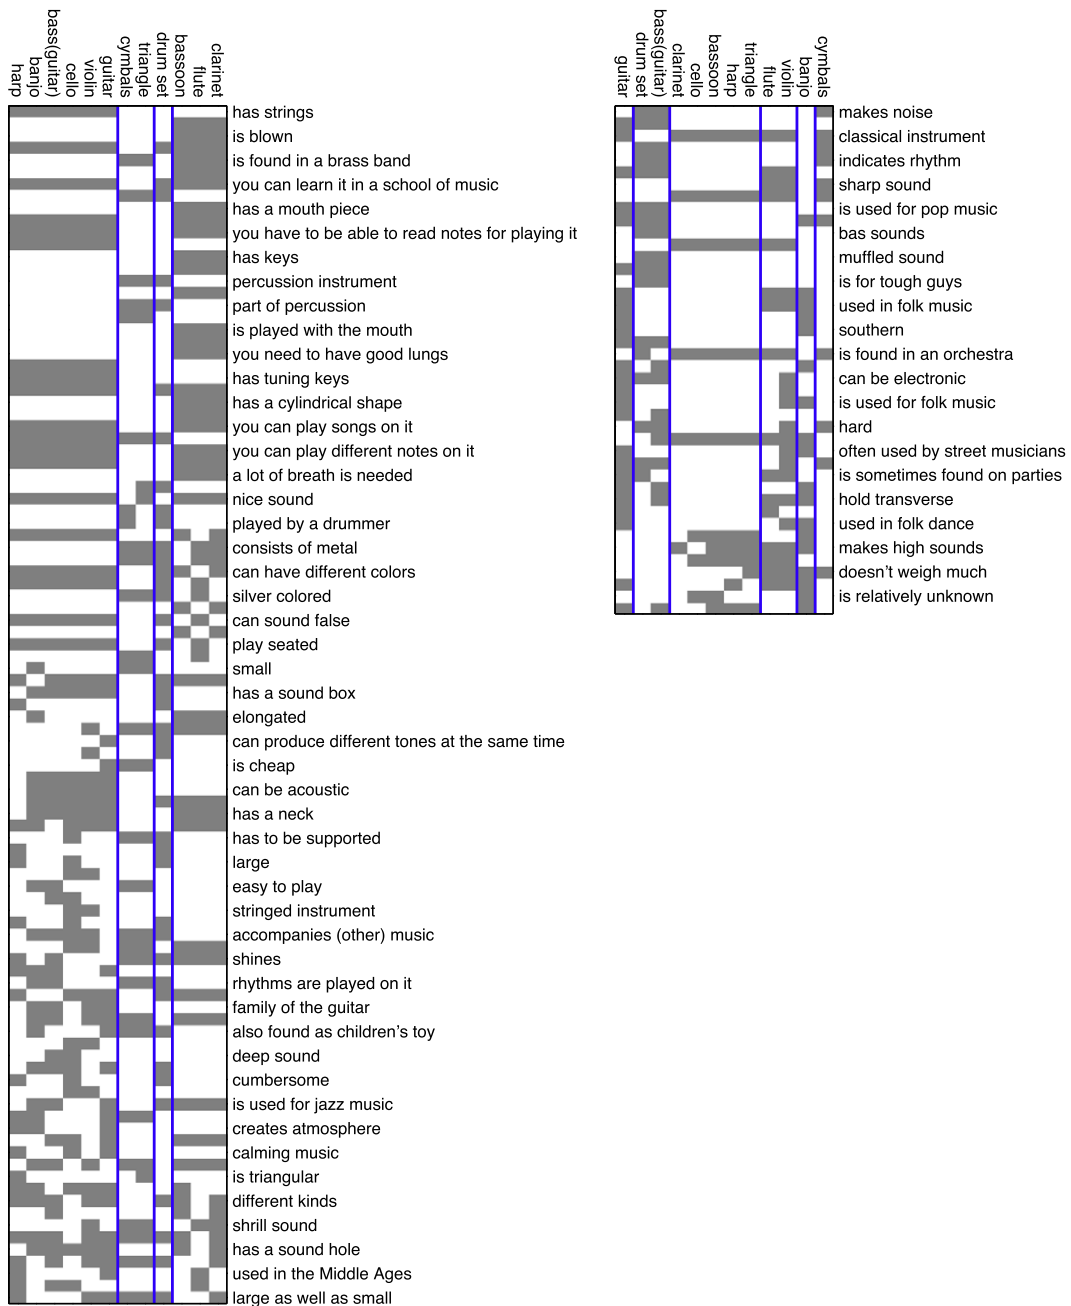 harp
banjo
bass(guitar)
cello
violin
guitar
cymbals
triangle
drum set
bassoon
flute
clarinet
has strings
is blown
is found in a brass band
you can learn it in a school of music
has a mouth piece
you have to be able to read notes for playing it
has keys
percussion instrument
part of percussion
is played with the mouth
you need to have good lungs
has tuning keys
has a cylindrical shape
you can play songs on it
you can play different notes on it
a lot of breath is needed
nice sound
played by a drummer
consists of metal
can have different colors
silver colored
can sound false
play seated
small
has a sound box
elongated
can produce different tones at the same time
is cheap
can be acoustic
has a neck
has to be supported
large
easy to play
stringed instrument
accompanies (other) music
shines
rhythms are played on it
family of the guitar
also found as children's toy
deep sound
cumbersome
is used for jazz music
creates atmosphere
calming music
is triangular
different kinds
shrill sound
has a sound hole
used in the Middle Ages
large as well as small
guitar
drum set
bass(guitar)
clarinet
cello
bassoon
harp
triangle
flute
violin
banjo
cymbals
makes noise
classical instrument
indicates rhythm
sharp sound
is used for pop music
bas sounds
muffled sound
is for tough guys
used in folk music
southern
is found in an orchestra
can be electronic
is used for folk music
hard
often used by street musicians
is sometimes found on parties
hold transverse
used in folk dance
makes high sounds
doesn't weigh much
is relatively unknown